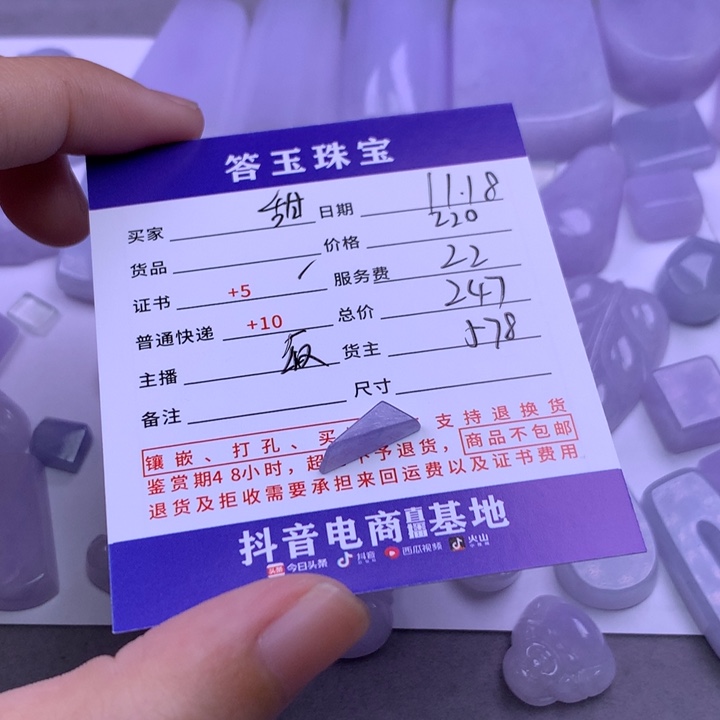 答玉珠宝
买家 甜 日期 11.18
货品 价格 220
证书 +5 服务费 22
普通快递 +10 总价 247
主播 货主 578
备注 尺寸
镶嵌、打孔、买 支持退换货
鉴赏期48小时，超 不予退货，商品不包邮
退货及拒收需要承担来回运费以及证书费用
抖音电商直播基地
头条 今日头条 抖音 西瓜视频 火山